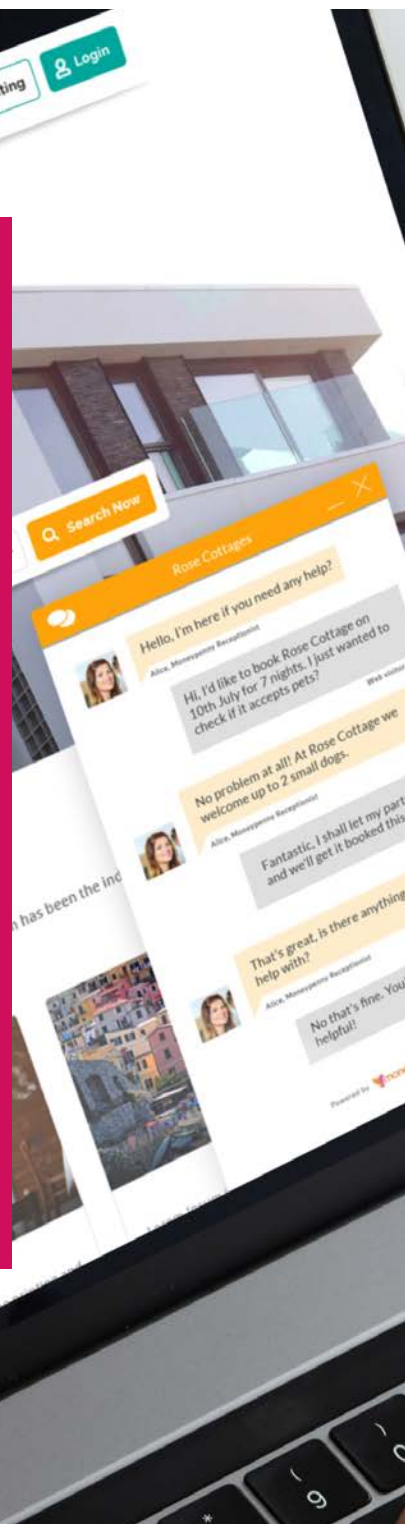 Login
Search Now
Rose Cottages
Hello, I'm here if you need any help?
Alice, Moneypenny Receptionist
Hi, I'd like to book Rose Cottage on
10th July for 7 nights. I just wanted to
check if it accepts pets?
Web visitor
No problem at all! At Rose Cottage we
welcome up to 2 small dogs.
Alice, Moneypenny Receptionist
Fantastic, I shall let my
and we'll get it booked this
That's great, is there anything
help with?
Alice, Moneypenny Receptionist
No that's fine.
helpful!
Powered by
has been the
9